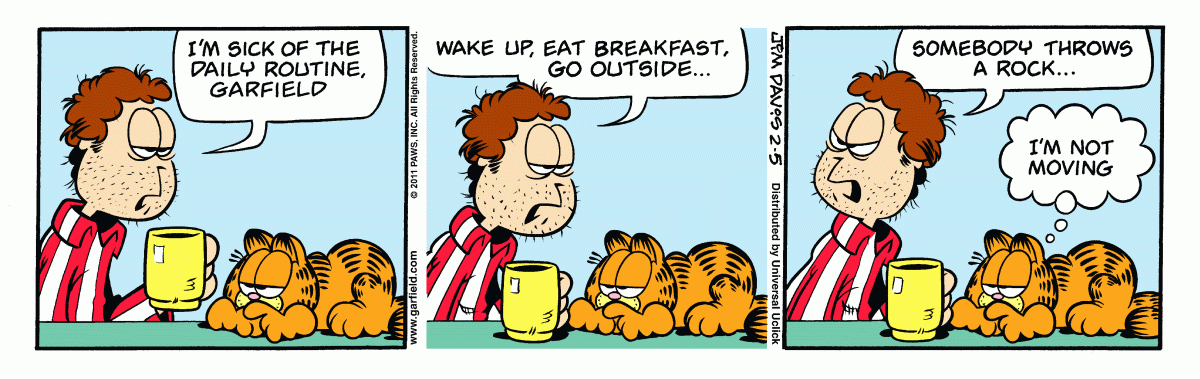 I'M SICK OF THE
DAILY ROUTINE,
GARFIELD
© 2011 PAWS, INC. All Rights Reserved.
www.garfield.com
WAKE UP, EAT BREAKFAST,
GO OUTSIDE...
JIM DAVIS 2-5
Distributed by Universal Uclick
SOMEBODY THROWS
A ROCK...
I'M NOT
MOVING